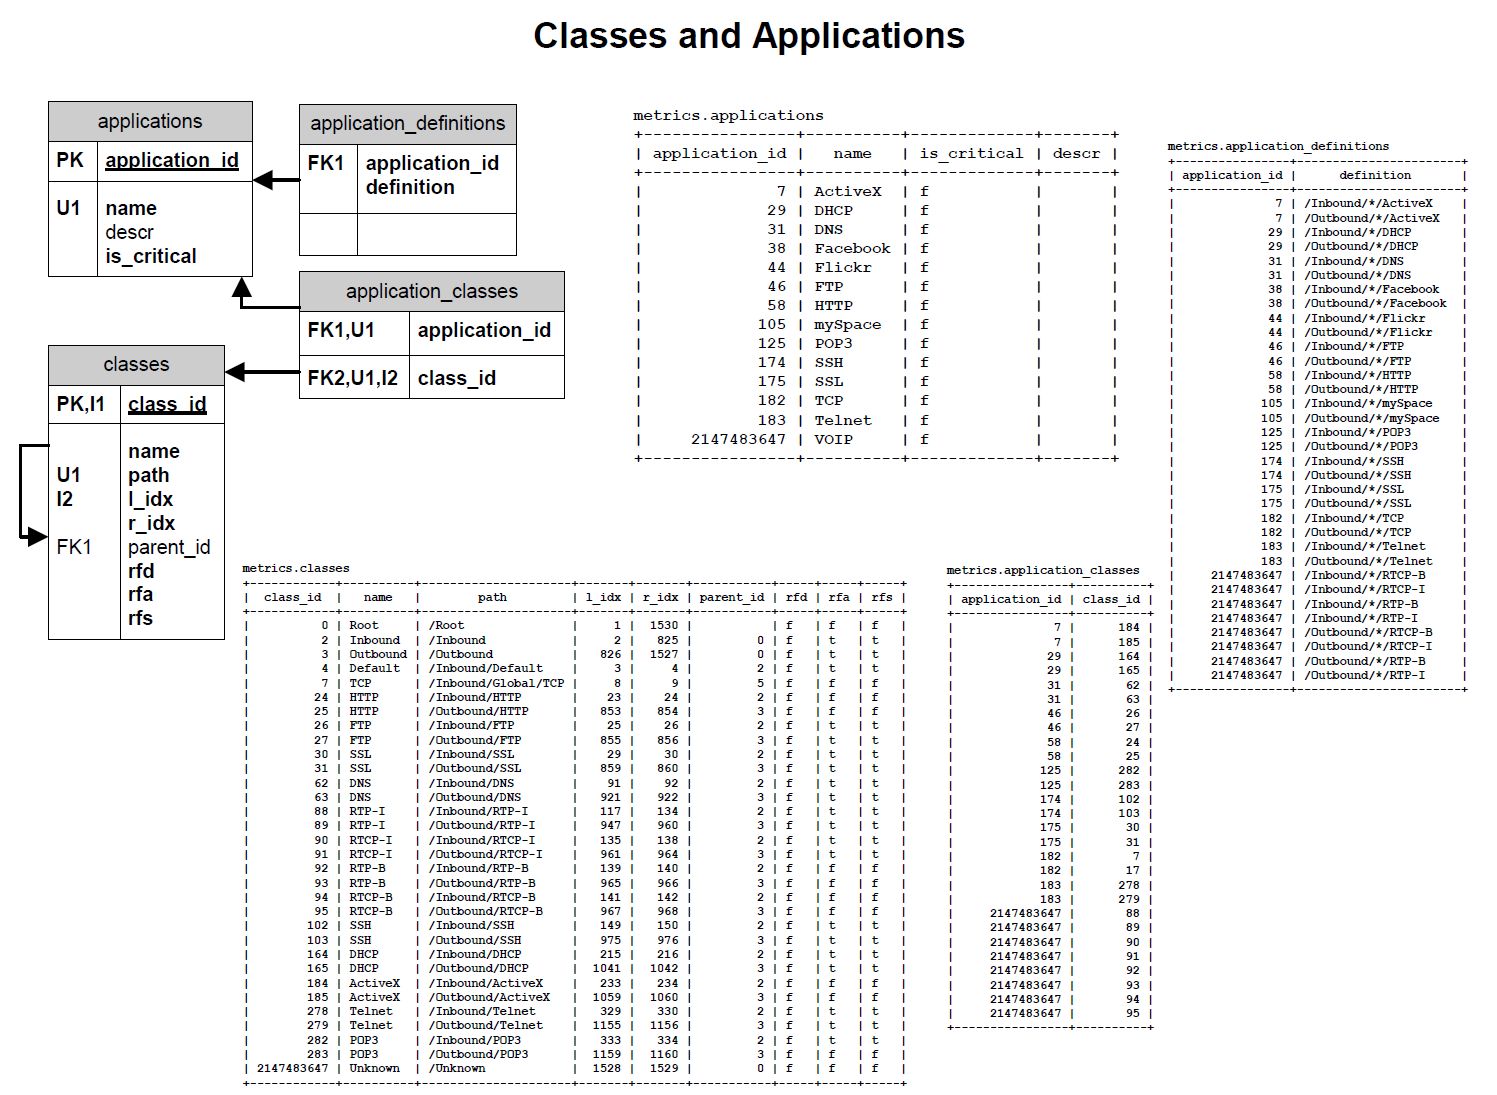 Classes and Applications
applications
PK application_id
U1 name
descr
is_critical
application_definitions
FK1 application_id
definition
application_classes
FK1,U1 application_id
FK2,U1,I2 class_id
classes
PK,I1 class_id
name
U1 path
I2 l_idx
r_idx
FK1 parent_id
rfd
rfa
rfs
metrics.applications
+----------------+----------+-------------+-------+
| application_id | name | is_critical | descr |
+----------------+----------+-------------+-------+
| 7 | ActiveX | f | |
| 29 | DHCP | f | |
| 31 | DNS | f | |
| 38 | Facebook | f | |
| 44 | Flickr | f | |
| 46 | FTP | f | |
| 58 | HTTP | f | |
| 105 | mySpace | f | |
| 125 | POP3 | f | |
| 174 | SSH | f | |
| 175 | SSL | f | |
| 182 | TCP | f | |
| 183 | Telnet | f | |
| 2147483647 | VOIP | f | |
+----------------+----------+-------------+-------+
metrics.application_definitions
+----------------+-----------------------+
| application_id | definition |
+----------------+-----------------------+
| 7 | /Inbound/*/ActiveX |
| 7 | /Outbound/*/ActiveX |
| 29 | /Inbound/*/DHCP |
| 29 | /Outbound/*/DHCP |
| 31 | /Inbound/*/DNS |
| 31 | /Outbound/*/DNS |
| 38 | /Inbound/*/Facebook |
| 38 | /Outbound/*/Facebook |
| 44 | /Inbound/*/Flickr |
| 44 | /Outbound/*/Flickr |
| 46 | /Inbound/*/FTP |
| 46 | /Outbound/*/FTP |
| 58 | /Inbound/*/HTTP |
| 58 | /Outbound/*/HTTP |
| 105 | /Inbound/*/mySpace |
| 105 | /Outbound/*/mySpace |
| 125 | /Inbound/*/POP3 |
| 125 | /Outbound/*/POP3 |
| 174 | /Inbound/*/SSH |
| 174 | /Outbound/*/SSH |
| 175 | /Inbound/*/SSL |
| 175 | /Outbound/*/SSL |
| 182 | /Inbound/*/TCP |
| 182 | /Outbound/*/TCP |
| 183 | /Inbound/*/Telnet |
| 183 | /Outbound/*/Telnet |
| 2147483647 | /Inbound/*/RTCP-B |
| 2147483647 | /Inbound/*/RTCP-I |
| 2147483647 | /Inbound/*/RTP-B |
| 2147483647 | /Inbound/*/RTP-I |
| 2147483647 | /Outbound/*/RTCP-B |
| 2147483647 | /Outbound/*/RTCP-I |
| 2147483647 | /Outbound/*/RTP-B |
| 2147483647 | /Outbound/*/RTP-I |
+----------------+-----------------------+
metrics.classes
+------------+----------+---------------------+-------+-------+-----------+-----+-----+-----+
| class_id | name | path | l_idx | r_idx | parent_id | rfd | rfa | rfs |
+------------+----------+---------------------+-------+-------+-----------+-----+-----+-----+
| 0 | Root | /Root | 1 | 1530 | | f | f | f |
| 2 | Inbound | /Inbound | 2 | 825 | 0 | f | t | t |
| 3 | Outbound | /Outbound | 826 | 1527 | 0 | f | t | t |
| 4 | Default | /Inbound/Default | 3 | 4 | 2 | f | t | t |
| 7 | TCP | /Inbound/Global/TCP | 8 | 9 | 5 | f | f | f |
| 24 | HTTP | /Inbound/HTTP | 23 | 24 | 2 | f | t | t |
| 25 | HTTP | /Outbound/HTTP | 853 | 854 | 3 | f | t | t |
| 26 | FTP | /Inbound/FTP | 25 | 26 | 2 | f | t | t |
| 27 | FTP | /Outbound/FTP | 855 | 856 | 3 | f | t | t |
| 30 | SSL | /Inbound/SSL | 29 | 30 | 2 | f | t | t |
| 31 | SSL | /Outbound/SSL | 859 | 860 | 3 | f | t | t |
| 62 | DNS | /Inbound/DNS | 91 | 92 | 2 | f | t | t |
| 63 | DNS | /Outbound/DNS | 921 | 922 | 3 | f | t | t |
| 88 | RTP-I | /Inbound/RTP-I | 117 | 134 | 2 | f | t | t |
| 89 | RTP-I | /Outbound/RTP-I | 947 | 960 | 3 | f | t | t |
| 90 | RTCP-I | /Inbound/RTCP-I | 135 | 138 | 2 | f | t | t |
| 91 | RTCP-I | /Outbound/RTCP-I | 961 | 964 | 3 | f | t | t |
| 92 | RTP-B | /Inbound/RTP-B | 139 | 140 | 2 | f | f | f |
| 93 | RTP-B | /Outbound/RTP-B | 965 | 966 | 3 | f | f | f |
| 94 | RTCP-B | /Inbound/RTCP-B | 141 | 142 | 2 | f | f | f |
| 95 | RTCP-B | /Outbound/RTCP-B | 967 | 968 | 3 | f | f | f |
| 102 | SSH | /Inbound/SSH | 149 | 150 | 2 | f | t | t |
| 103 | SSH | /Outbound/SSH | 975 | 976 | 3 | f | t | t |
| 164 | DHCP | /Inbound/DHCP | 215 | 216 | 2 | f | t | t |
| 165 | DHCP | /Outbound/DHCP | 1041 | 1042 | 3 | f | t | t |
| 184 | ActiveX | /Inbound/ActiveX | 233 | 234 | 2 | f | f | f |
| 185 | ActiveX | /Outbound/ActiveX | 1059 | 1060 | 3 | f | f | f |
| 278 | Telnet | /Inbound/Telnet | 329 | 330 | 2 | f | t | t |
| 279 | Telnet | /Outbound/Telnet | 1155 | 1156 | 3 | f | t | t |
| 282 | POP3 | /Inbound/POP3 | 333 | 334 | 2 | f | t | t |
| 283 | POP3 | /Outbound/POP3 | 1159 | 1160 | 3 | f | f | f |
| 2147483647 | Unknown | /Unknown | 1528 | 1529 | 0 | f | f | f |
+------------+----------+---------------------+-------+-------+-----------+-----+-----+-----+
metrics.application_classes
+----------------+----------+
| application_id | class_id |
+----------------+----------+
| 7 | 184 |
| 7 | 185 |
| 29 | 164 |
| 29 | 165 |
| 31 | 62 |
| 31 | 63 |
| 46 | 26 |
| 46 | 27 |
| 58 | 24 |
| 58 | 25 |
| 125 | 282 |
| 125 | 283 |
| 174 | 102 |
| 174 | 103 |
| 175 | 30 |
| 175 | 31 |
| 182 | 7 |
| 182 | 17 |
| 183 | 278 |
| 183 | 279 |
| 2147483647 | 88 |
| 2147483647 | 89 |
| 2147483647 | 90 |
| 2147483647 | 91 |
| 2147483647 | 92 |
| 2147483647 | 93 |
| 2147483647 | 94 |
| 2147483647 | 95 |
+----------------+----------+